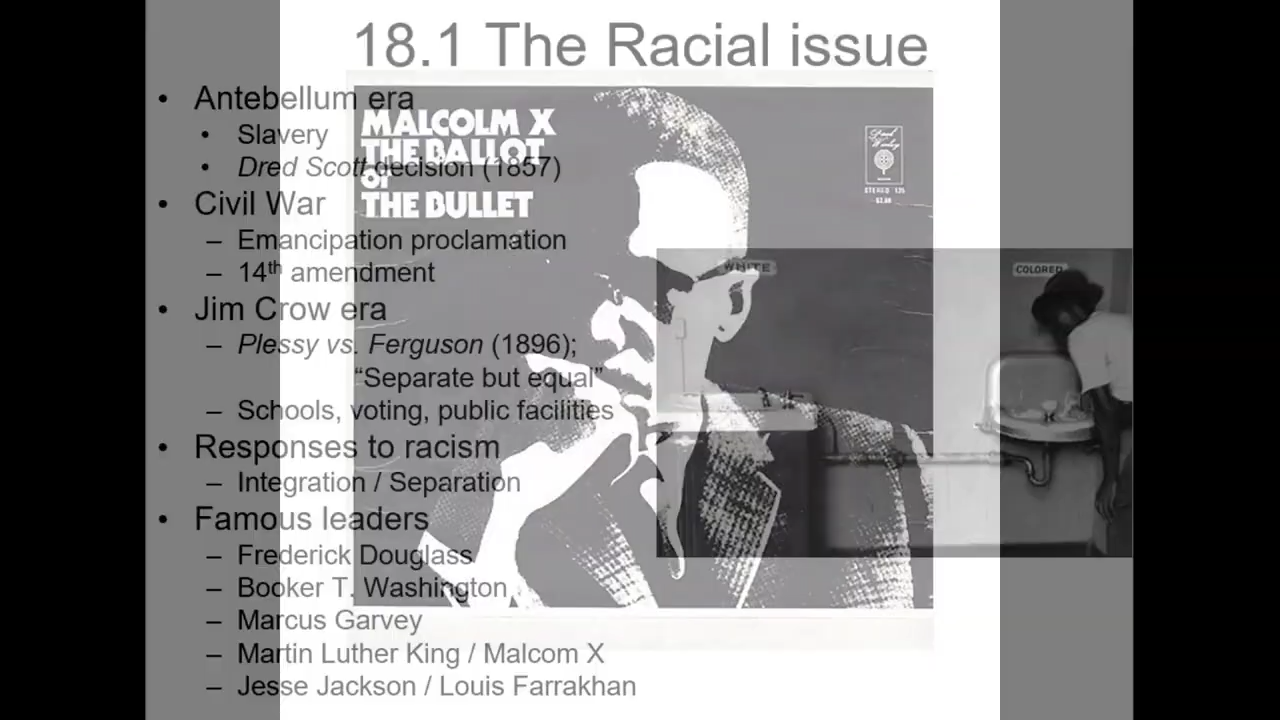 18.1 The Racial issue
• Antebellum era
• Slavery
• Dred Scott decision (1857)
• Civil War
– Emancipation proclamation
– 14th amendment
• Jim Crow era
– Plessy vs. Ferguson (1896);
“Separate but equal”
– Schools, voting, public facilities
• Responses to racism
– Integration / Separation
• Famous leaders
– Frederick Douglass
– Booker T. Washington
– Marcus Garvey
– Martin Luther King / Malcom X
– Jesse Jackson / Louis Farrakhan
MALCOLM X
THE BALLOT
or
THE BULLET
STEREO 125
WHITE
COLORED